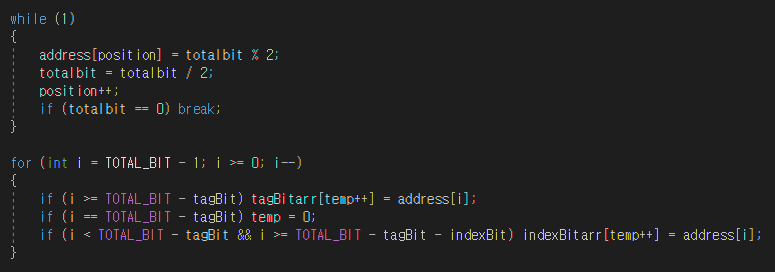 while (1)
{
address[position] = totalbit % 2;
totalbit = totalbit / 2;
position++;
if (totalbit == 0) break;
}
for (int i = TOTAL_BIT - 1; i >= 0; i--)
{
if (i >= TOTAL_BIT - tagBit) tagBitarr[temp++] = address[i];
if (i == TOTAL_BIT - tagBit) temp = 0;
if (i < TOTAL_BIT - tagBit && i >= TOTAL_BIT - tagBit - indexBit) indexBitarr[temp++] = address[i];
}